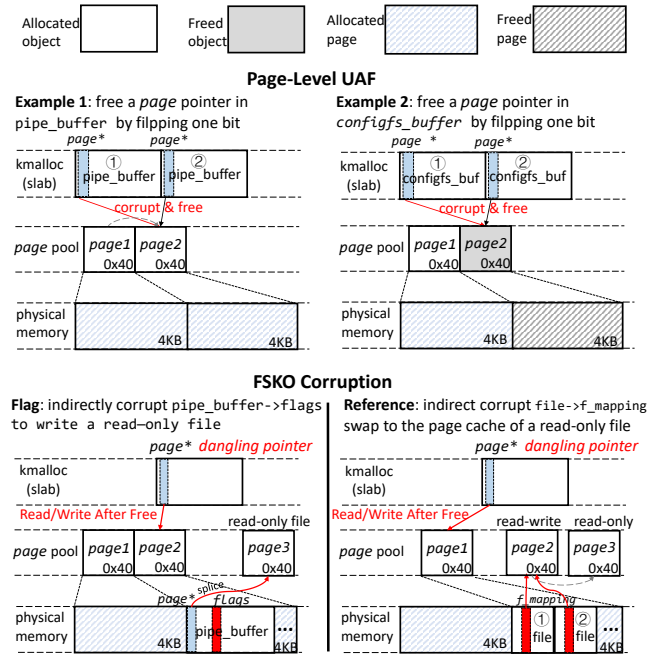 Allocated object
Freed object
Allocated page
Freed page
Page-Level UAF
Example 1: free a page pointer in
pipe_buffer by filpping one bit
page* page*
kmalloc (slab)
① ②
pipe_buffer pipe_buffer
corrupt & free
page pool
page1 page2
0x40 0x40
physical memory
4KB 4KB
Example 2: free a page pointer in
configfs_buffer by filpping one bit
page * page*
kmalloc (slab)
① ②
configfs_buf configfs_buf
corrupt & free
page pool
page1 page2
0x40 0x40
physical memory
4KB 4KB
FSKO Corruption
Flag: indirectly corrupt pipe_buffer->flags
to write a read-only file
page* dangling pointer
kmalloc (slab)
Read/Write After Free
read-only file
page pool
page1 page2 page3
0x40 0x40 0x40
splice
page* flags
physical memory
pipe_buffer ...
4KB 4KB
Reference: indirect corrupt file->f_mapping
swap to the page cache of a read-only file
page* dangling pointer
kmalloc (slab)
Read/Write After Free
read-write read-only
page pool
page1 page2 page3
0x40 0x40 0x40
f_mapping
physical memory
① ② ...
file file
4KB 4KB